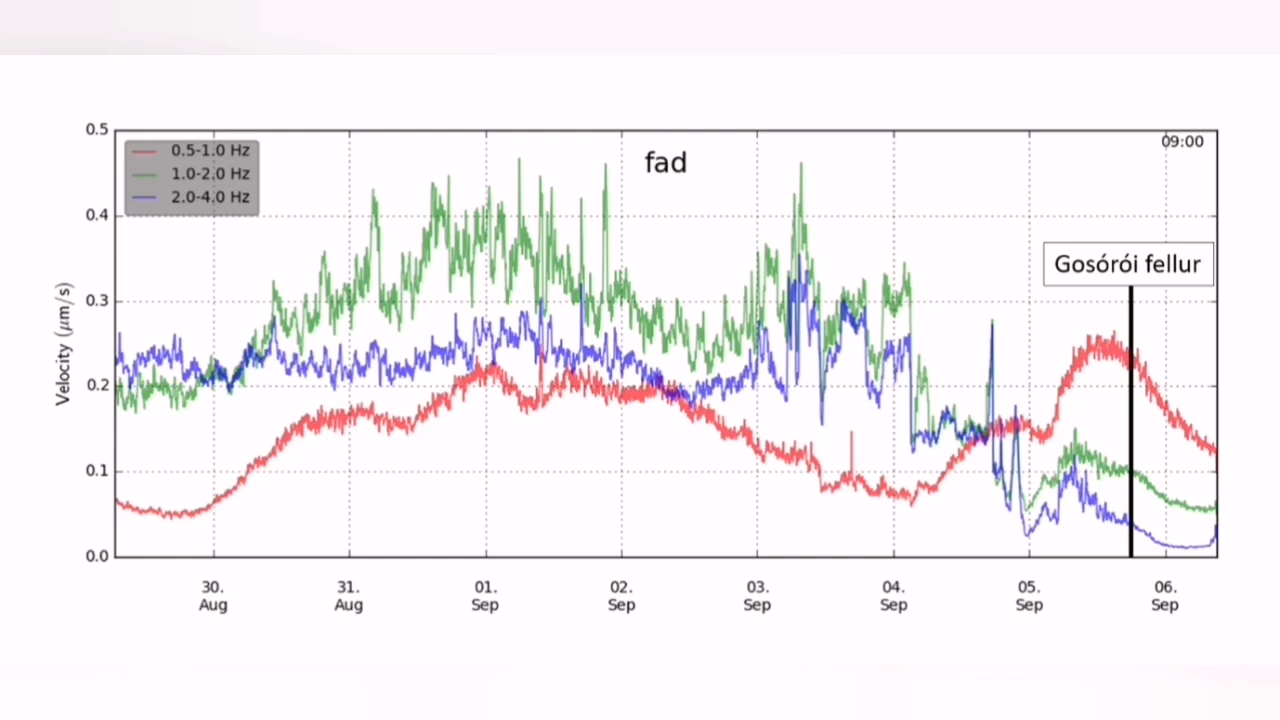 0.5
0.4
0.3
0.2
0.1
0.0
Velocity (μm/s)
0.5-1.0 Hz
1.0-2.0 Hz
2.0-4.0 Hz
fad
09:00
Gosórói fellur
30. Aug
31. Aug
01. Sep
02. Sep
03. Sep
04. Sep
05. Sep
06. Sep